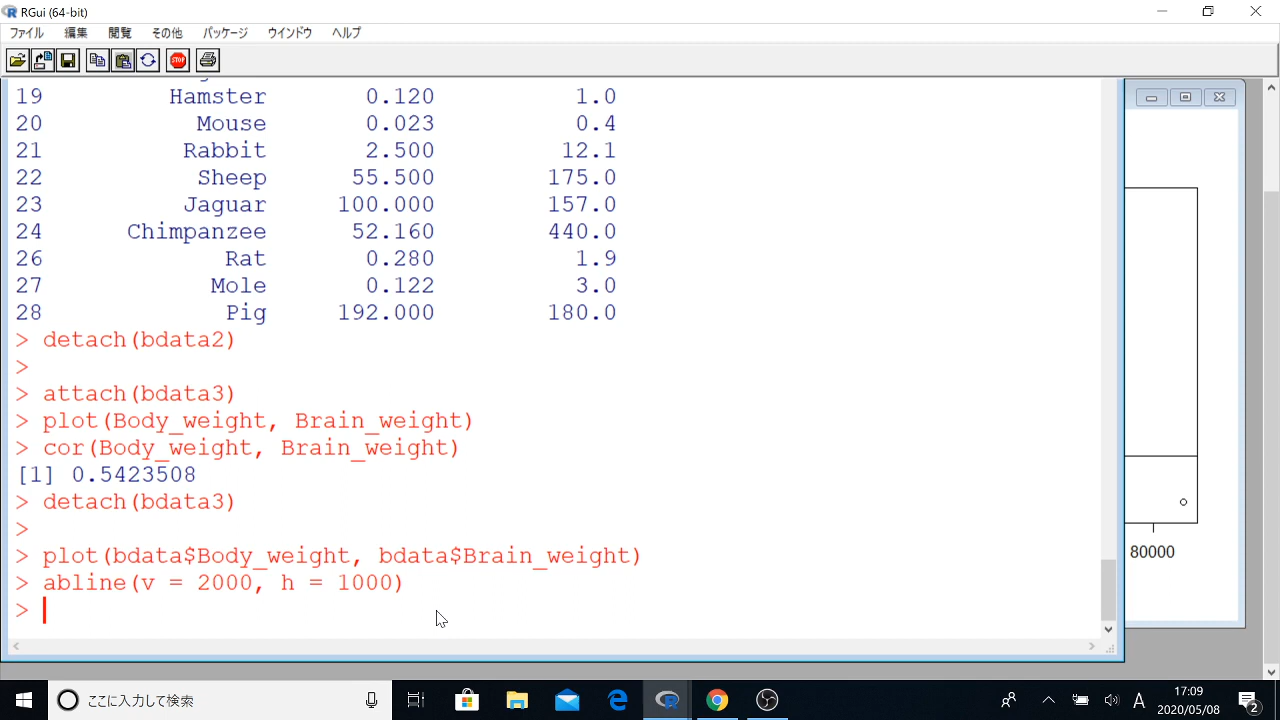 RGui (64-bit)
ファイル 編集 閲覧 その他 パッケージ ウインドウ ヘルプ
STOP
19 Hamster 0.120 1.0
20 Mouse 0.023 0.4
21 Rabbit 2.500 12.1
22 Sheep 55.500 175.0
23 Jaguar 100.000 157.0
24 Chimpanzee 52.160 440.0
26 Rat 0.280 1.9
27 Mole 0.122 3.0
28 Pig 192.000 180.0
> detach(bdata2)
>
> attach(bdata3)
> plot(Body_weight, Brain_weight)
> cor(Body_weight, Brain_weight)
[1] 0.5423508
> detach(bdata3)
>
> plot(bdata$Body_weight, bdata$Brain_weight)
> abline(v = 2000, h = 1000)
>
80000
ここに入力して検索
A
17:09
2020/05/08
2